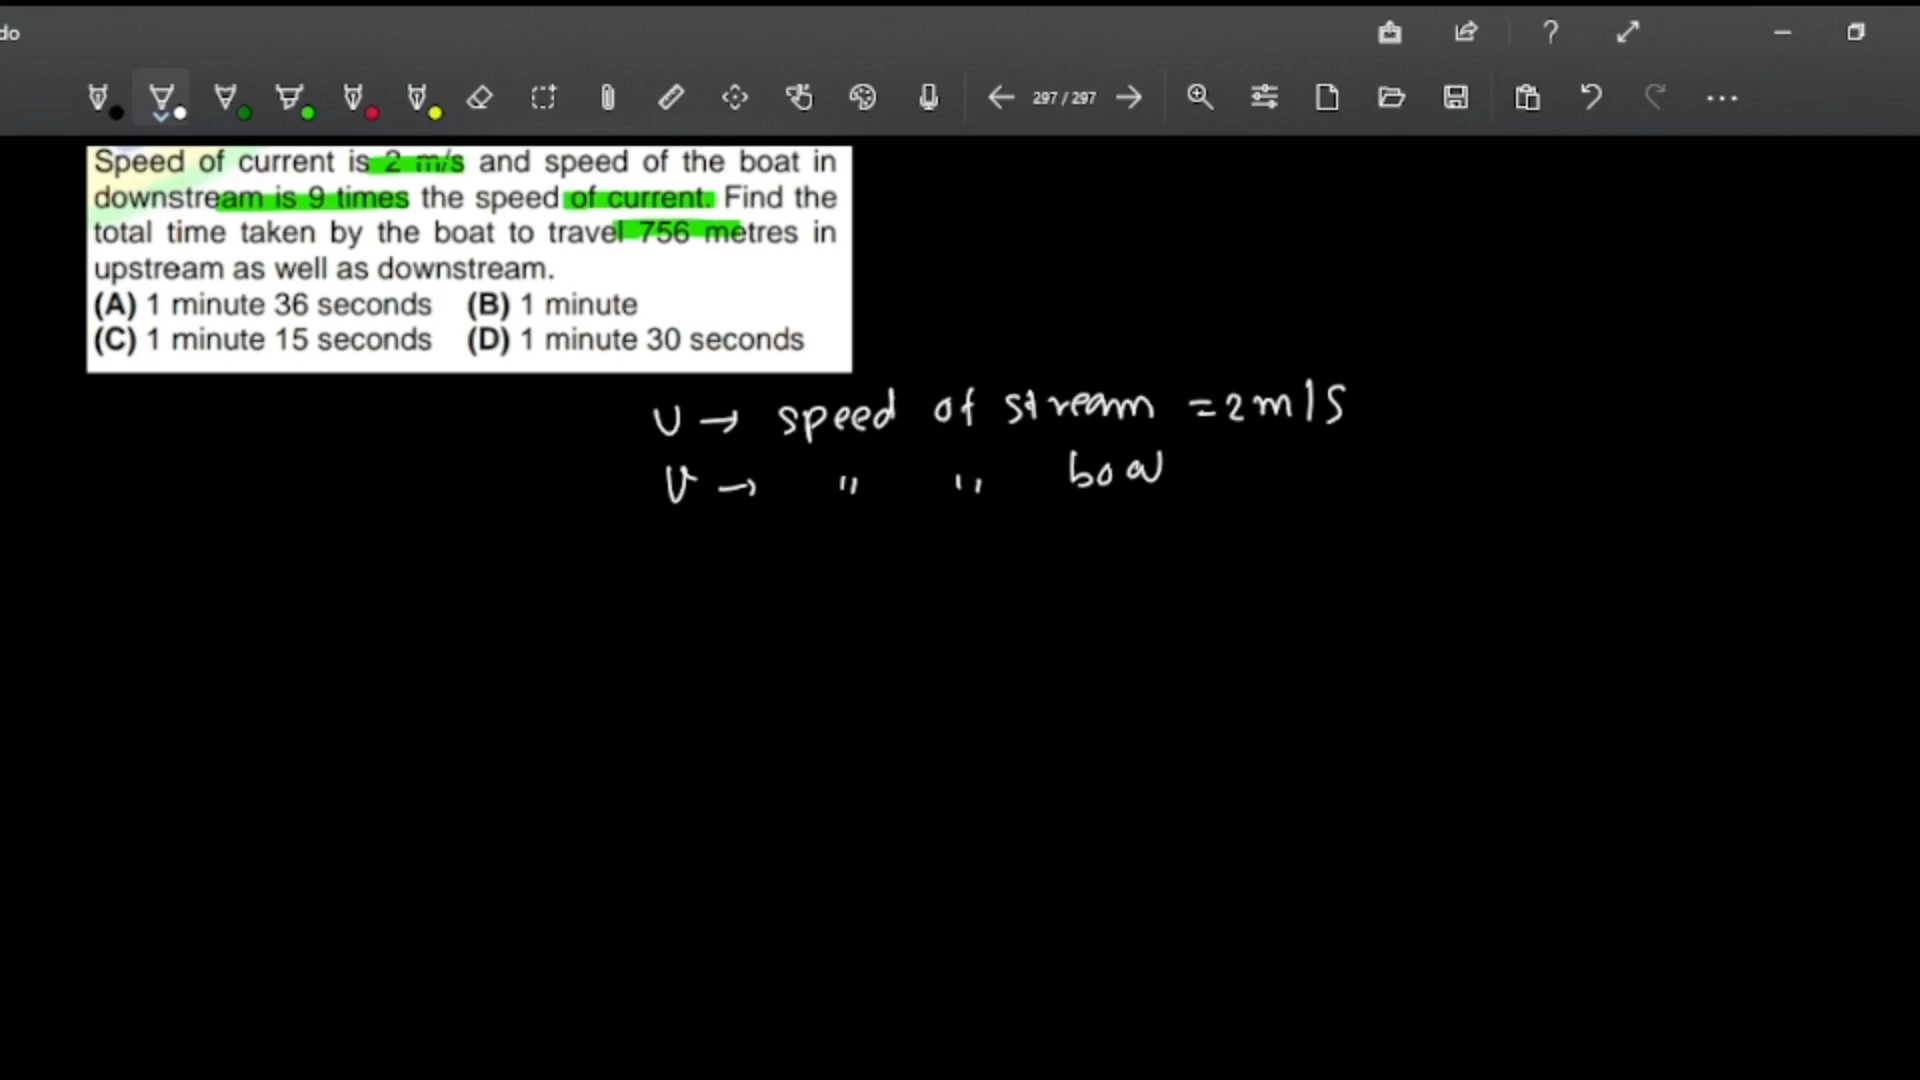 do
297 / 297
Speed of current is 2 m/s and speed of the boat in
downstream is 9 times the speed of current. Find the
total time taken by the boat to travel 756 metres in
upstream as well as downstream.
(A) 1 minute 36 seconds (B) 1 minute
(C) 1 minute 15 seconds (D) 1 minute 30 seconds
U → speed of stream = 2m/s
V → " " boat